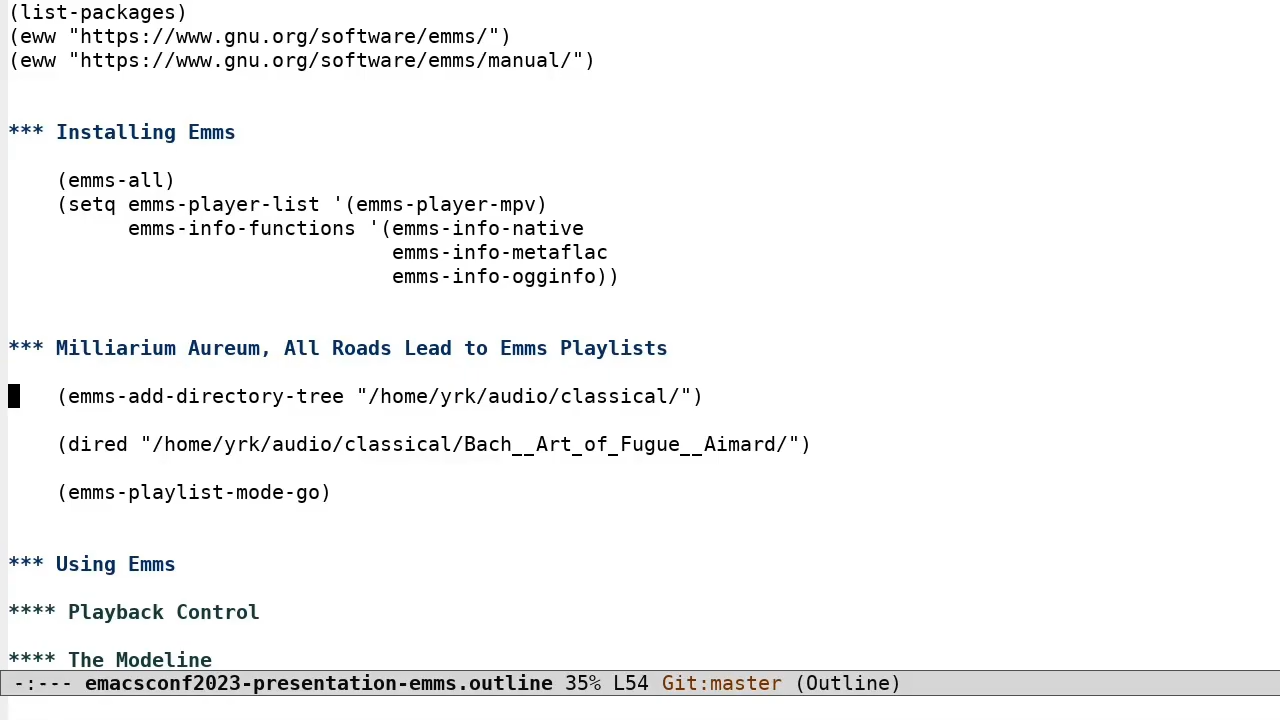 (list-packages)
(eww "https://www.gnu.org/software/emms/")
(eww "https://www.gnu.org/software/emms/manual/")
*** Installing Emms
(emms-all)
(setq emms-player-list '(emms-player-mpv)
emms-info-functions '(emms-info-native
emms-info-metaflac
emms-info-ogginfo))
*** Milliarium Aureum, All Roads Lead to Emms Playlists
(emms-add-directory-tree "/home/yrk/audio/classical/")
(dired "/home/yrk/audio/classical/Bach__Art_of_Fugue__Aimard/")
(emms-playlist-mode-go)
*** Using Emms
**** Playback Control
**** The Modeline
-:--- emacsconf2023-presentation-emms.outline 35% L54 Git:master (Outline)